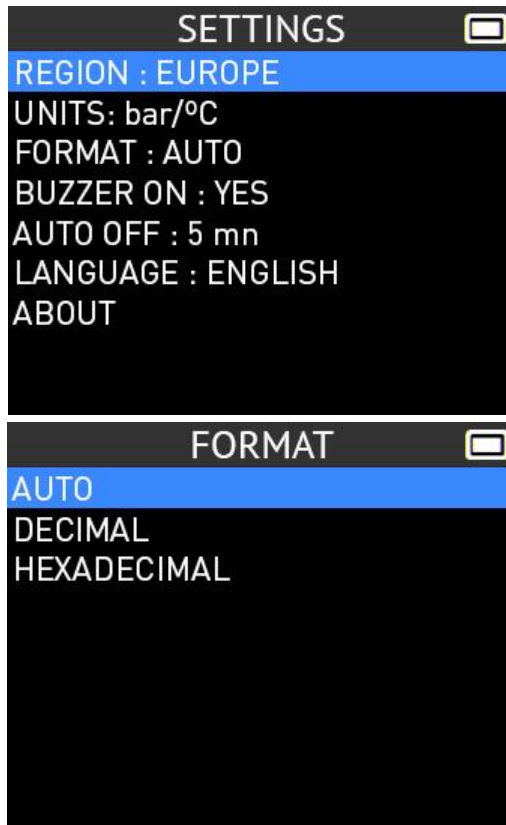 SETTINGS
REGION : EUROPE
UNITS: bar/ºC
FORMAT : AUTO
BUZZER ON : YES
AUTO OFF : 5 mn
LANGUAGE : ENGLISH
ABOUT
FORMAT
AUTO
DECIMAL
HEXADECIMAL